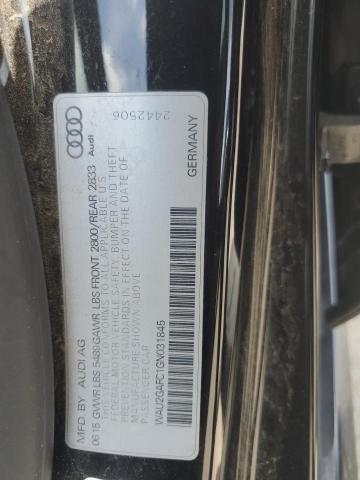 Audi
2442506
MFD. BY AUDI AG
GERMANY
06.15 GVWR LBS 5489 GAWR. LBS FRONT 2800/REAR 2833
THIS VEHICLE CONFORMS TO ALL APPLICABLE U S
FEDERAL MOTOR VEHICLE SAFETY, BUMPER AND THEFT
PREVENTION STANDARDS IN EFFECT ON THE DATE OF
MANUFACTURE SHOWN ABOVE.
PASSENGER CAR
WAU2GAFC1GN031845